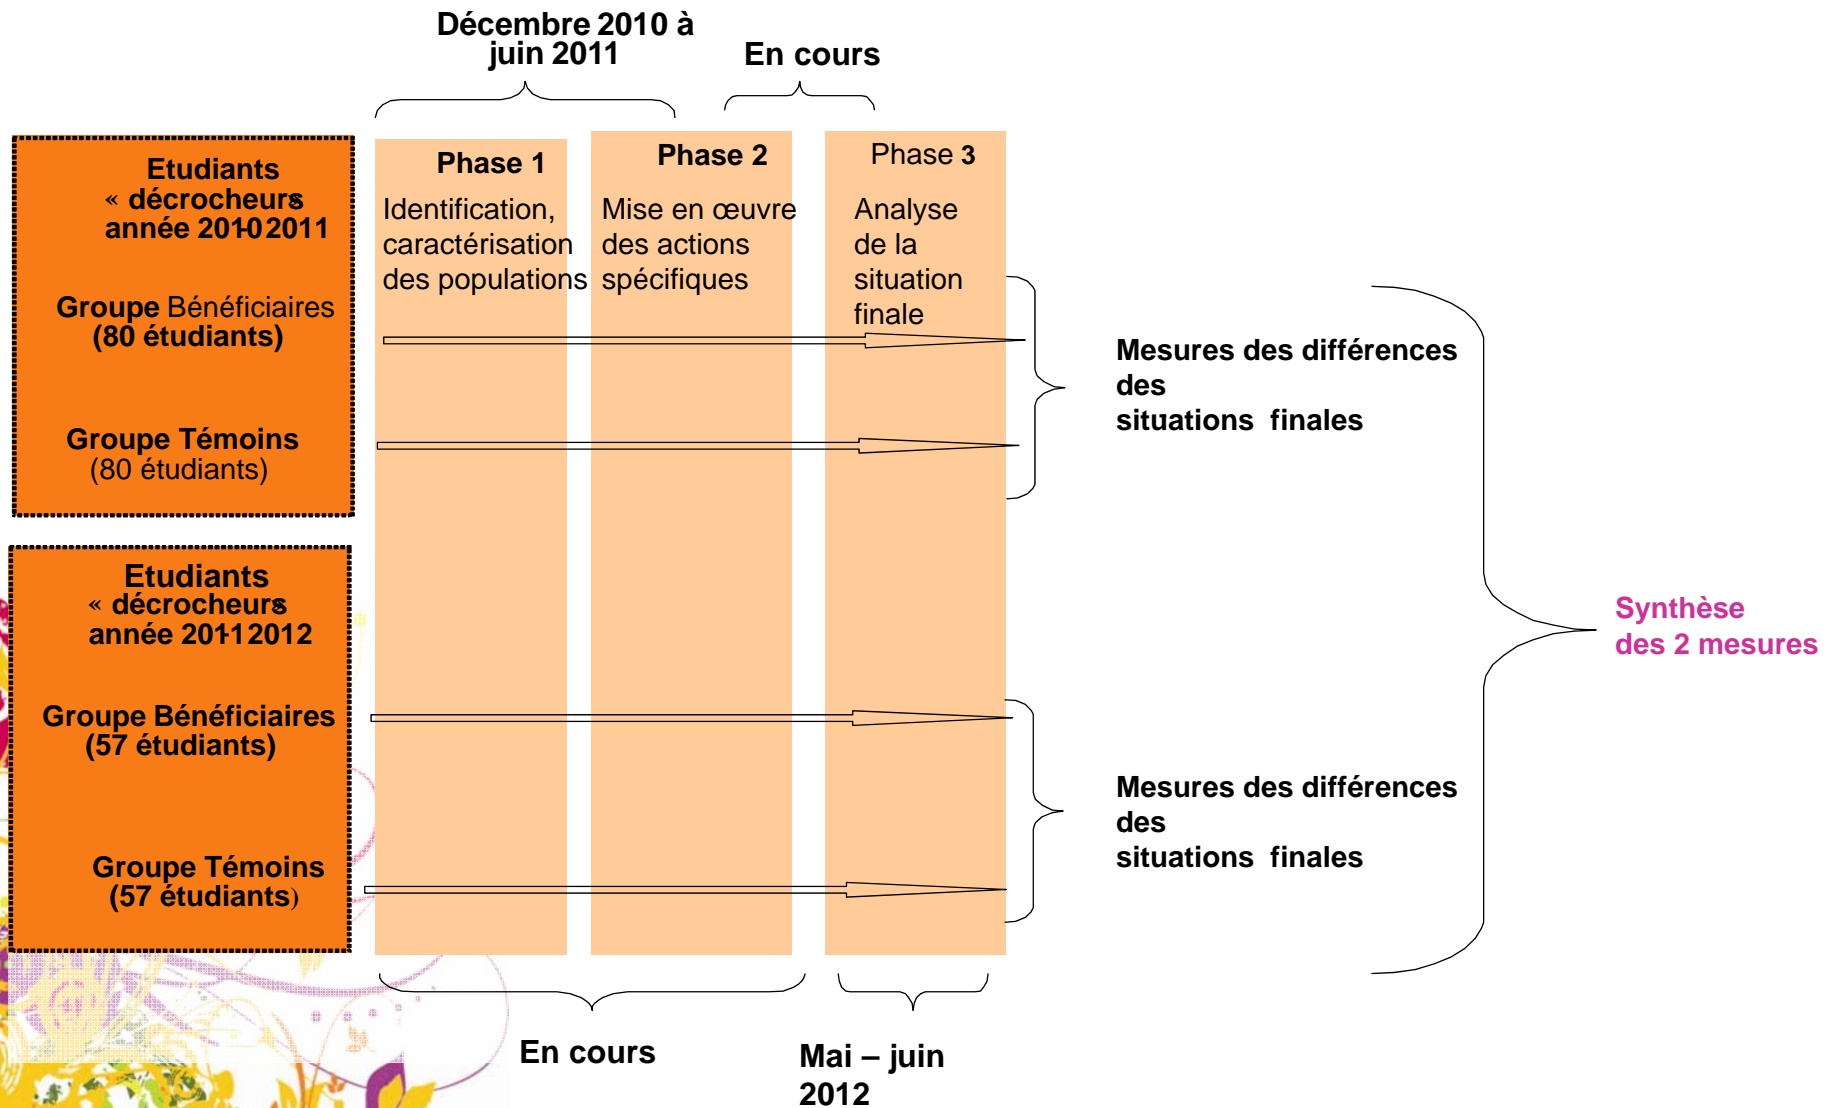 Décembre 2010 à
juin 2011
En cours
Etudiants
« décrocheurs»
année 2010-2011
Groupe Bénéficiaires
(80 étudiants)
Groupe Témoins
(80 étudiants)
Phase 1
Identification,
caractérisation
des populations
Phase 2
Mise en œuvre
des actions
spécifiques
Phase 3
Analyse
de la
situation
finale
Mesures des différences
des
situations finales
Etudiants
« décrocheurs»
année 2011-2012
Groupe Bénéficiaires
(57 étudiants)
Groupe Témoins
(57 étudiants)
Mesures des différences
des
situations finales
Synthèse
des 2 mesures
En cours
Mai – juin
2012